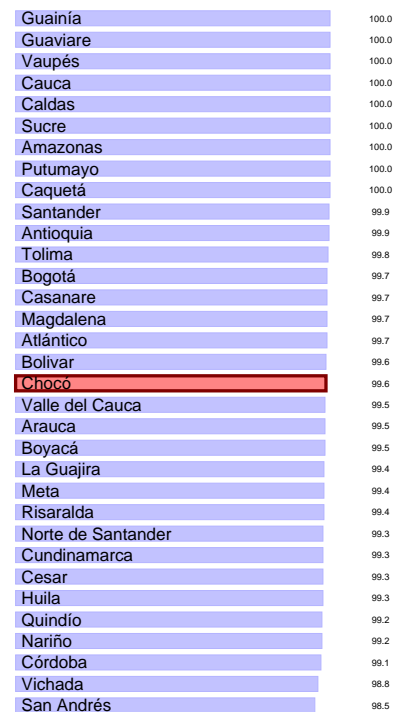 Guainía 100.0
Guaviare 100.0
Vaupés 100.0
Cauca 100.0
Caldas 100.0
Sucre 100.0
Amazonas 100.0
Putumayo 100.0
Caquetá 100.0
Santander 99.9
Antioquia 99.9
Tolima 99.8
Bogotá 99.7
Casanare 99.7
Magdalena 99.7
Atlántico 99.7
Bolivar 99.6
Chocó 99.6
Valle del Cauca 99.5
Arauca 99.5
Boyacá 99.5
La Guajira 99.4
Meta 99.4
Risaralda 99.4
Norte de Santander 99.3
Cundinamarca 99.3
Cesar 99.3
Huila 99.3
Quindío 99.2
Nariño 99.2
Córdoba 99.1
Vichada 98.8
San Andrés 98.5